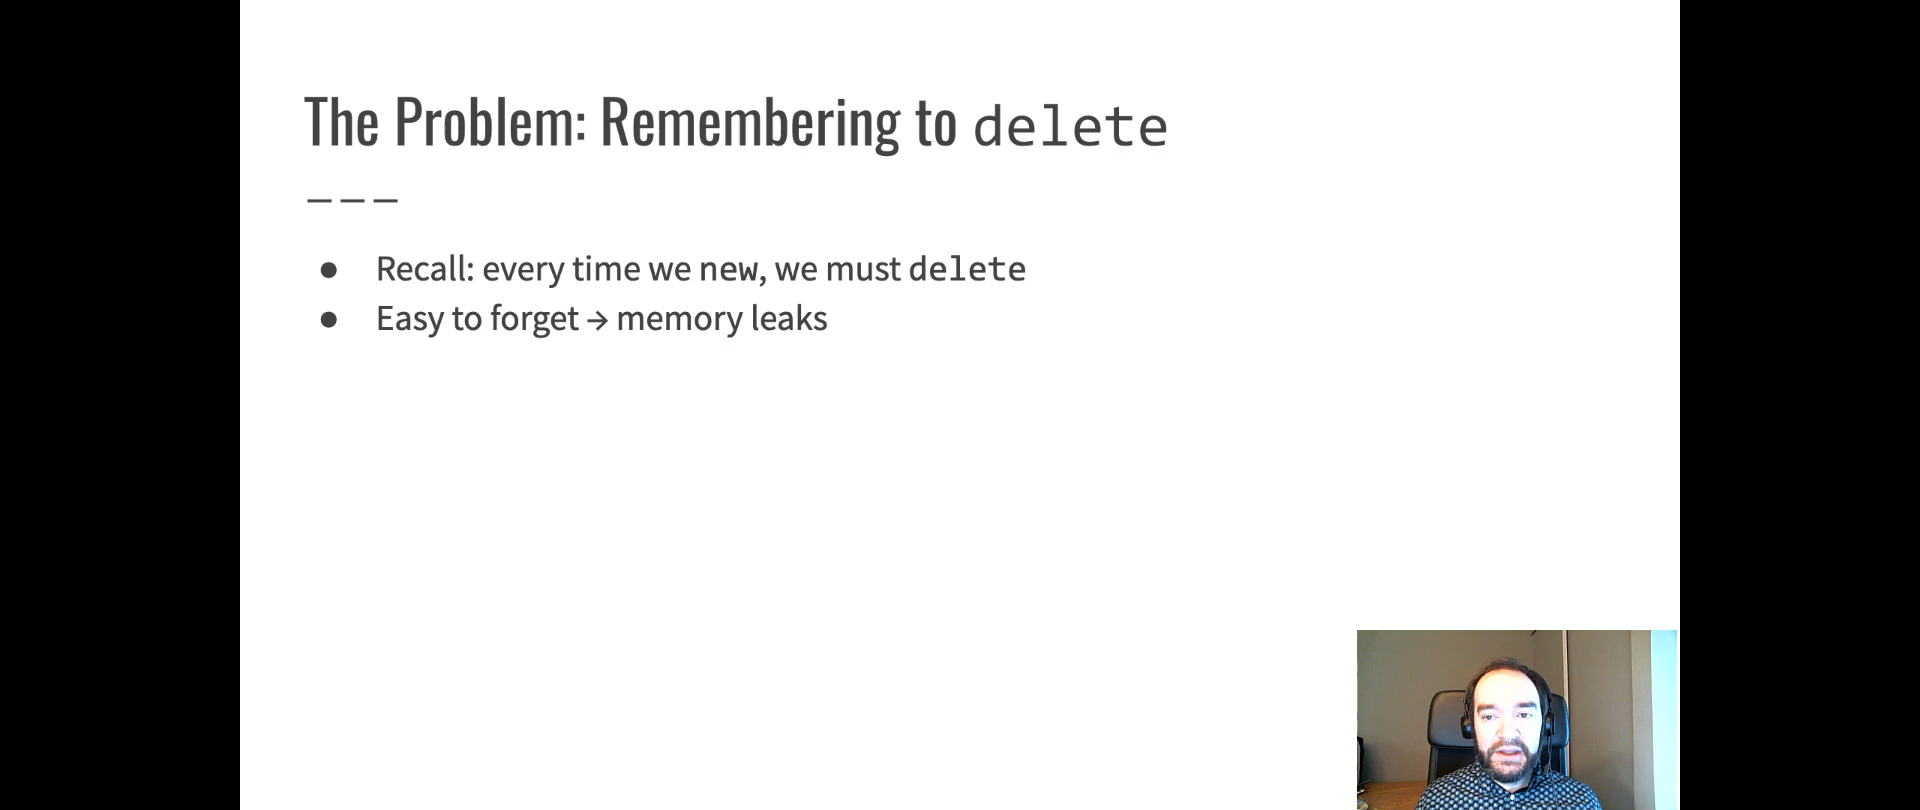 The Problem: Remembering to delete
Recall: every time we new, we must delete
Easy to forget → memory leaks